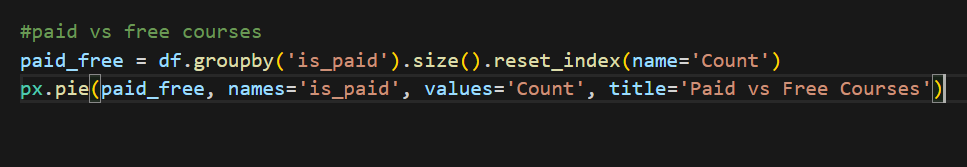 #paid vs free courses
paid_free = df.groupby('is_paid').size().reset_index(name='Count')
px.pie(paid_free, names='is_paid', values='Count', title='Paid vs Free Courses')